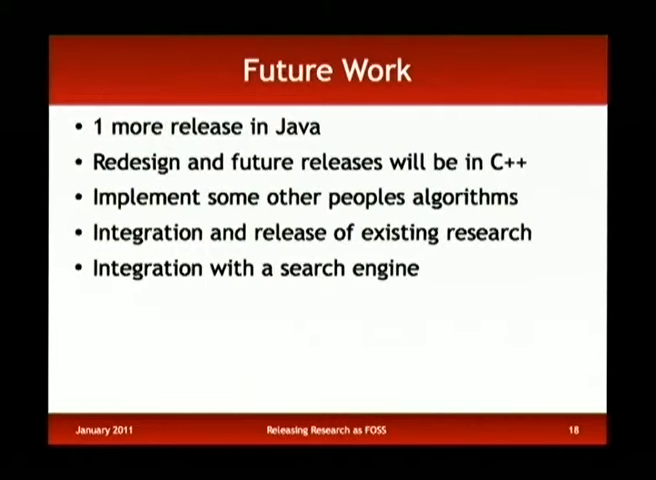 Future Work
• 1 more release in Java
• Redesign and future releases will be in C++
• Implement some other peoples algorithms
• Integration and release of existing research
• Integration with a search engine
January 2011 Releasing Research as FOSS 18